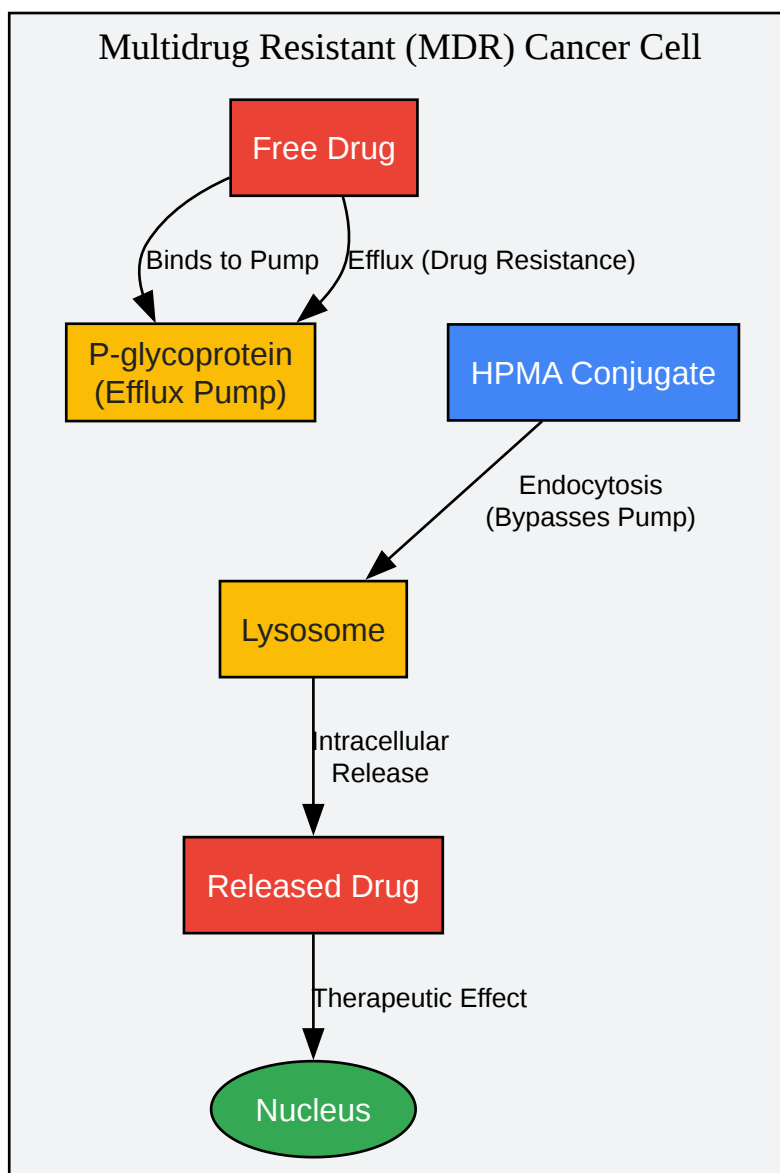 Multidrug Resistant (MDR) Cancer Cell
Free Drug
Binds to Pump
Efflux (Drug Resistance)
P-glycoprotein
(Efflux Pump)
HPMA Conjugate
Endocytosis
(Bypasses Pump)
Lysosome
Intracellular
Release
Released Drug
Therapeutic Effect
Nucleus